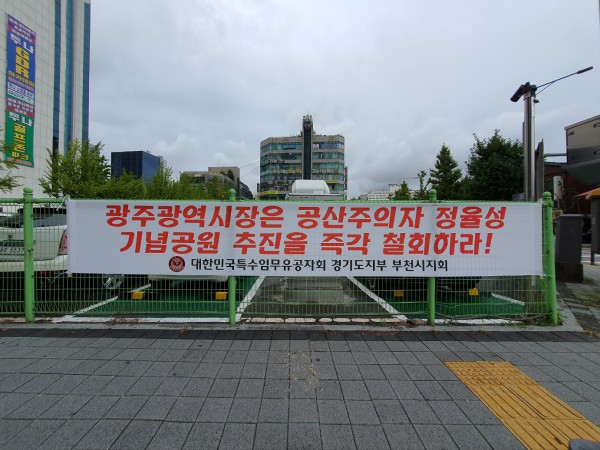 광주광역시장은 공산주의자 정율성
기념공원 추진을 즉각 철회하라!
대한민국특수임무유공자회 경기도지부 부천시지회